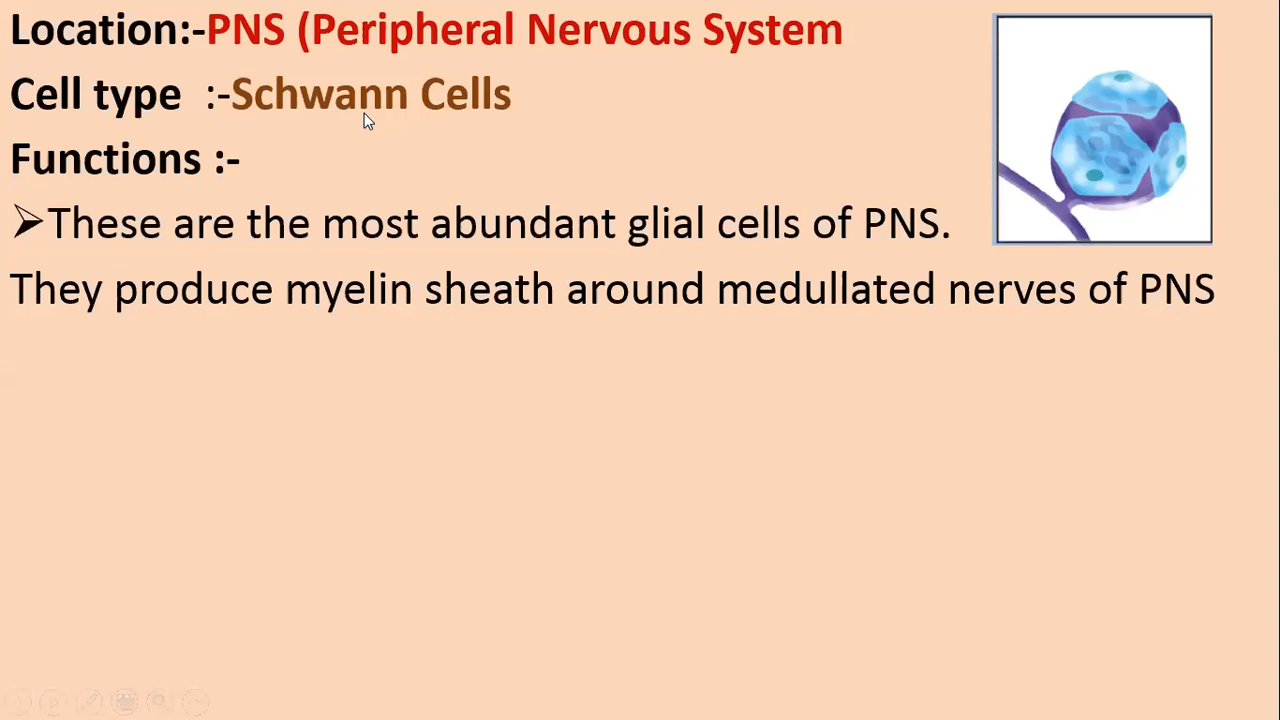 Location:-PNS (Peripheral Nervous System
Cell type :-Schwann Cells
Functions :-
➢These are the most abundant glial cells of PNS.
They produce myelin sheath around medullated nerves of PNS